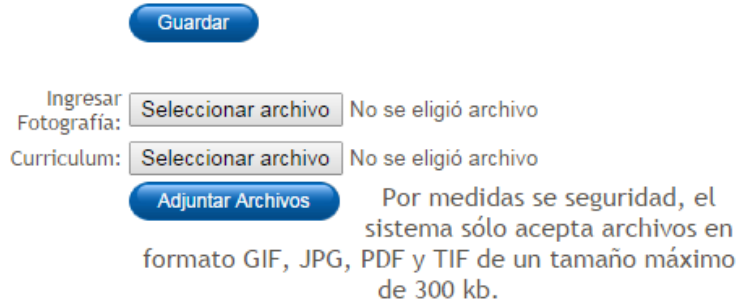 Guardar
Ingresar
Fotografía:
Seleccionar archivo No se eligió archivo
Curriculum: Seleccionar archivo No se eligió archivo
Adjuntar Archivos
Por medidas se seguridad, el
sistema sólo acepta archivos en
formato GIF, JPG, PDF y TIF de un tamaño máximo
de 300 kb.